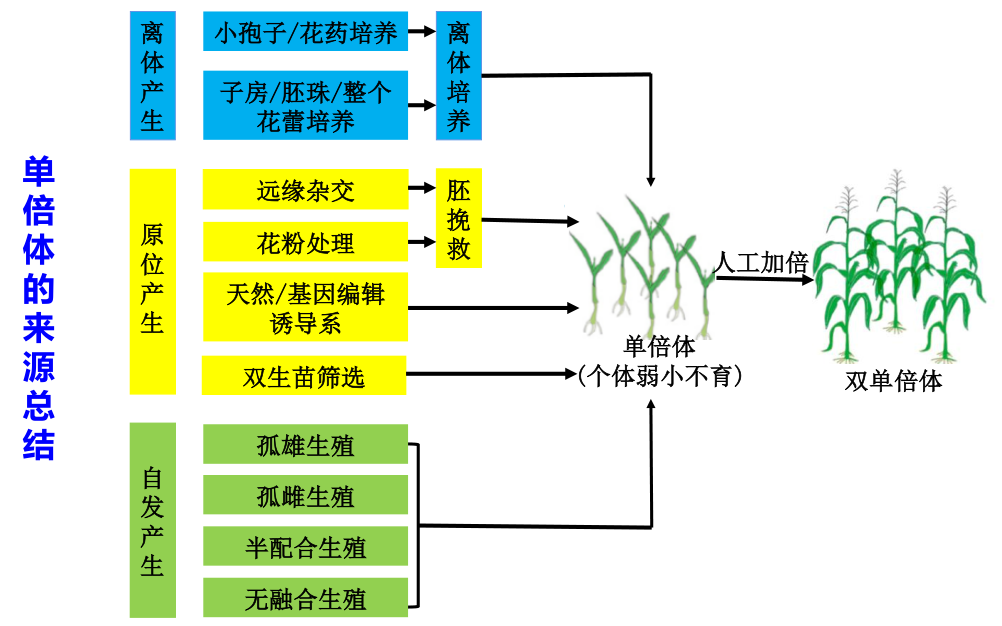 单倍体的来源总结
离体产生
小孢子/花药培养
子房/胚珠/整个
花蕾培养
离体培养
原位产生
远缘杂交
花粉处理
胚挽救
天然/基因编辑
诱导系
双生苗筛选
自发产生
孤雄生殖
孤雌生殖
半配合生殖
无融合生殖
单倍体
(个体弱小不育)
人工加倍
双单倍体